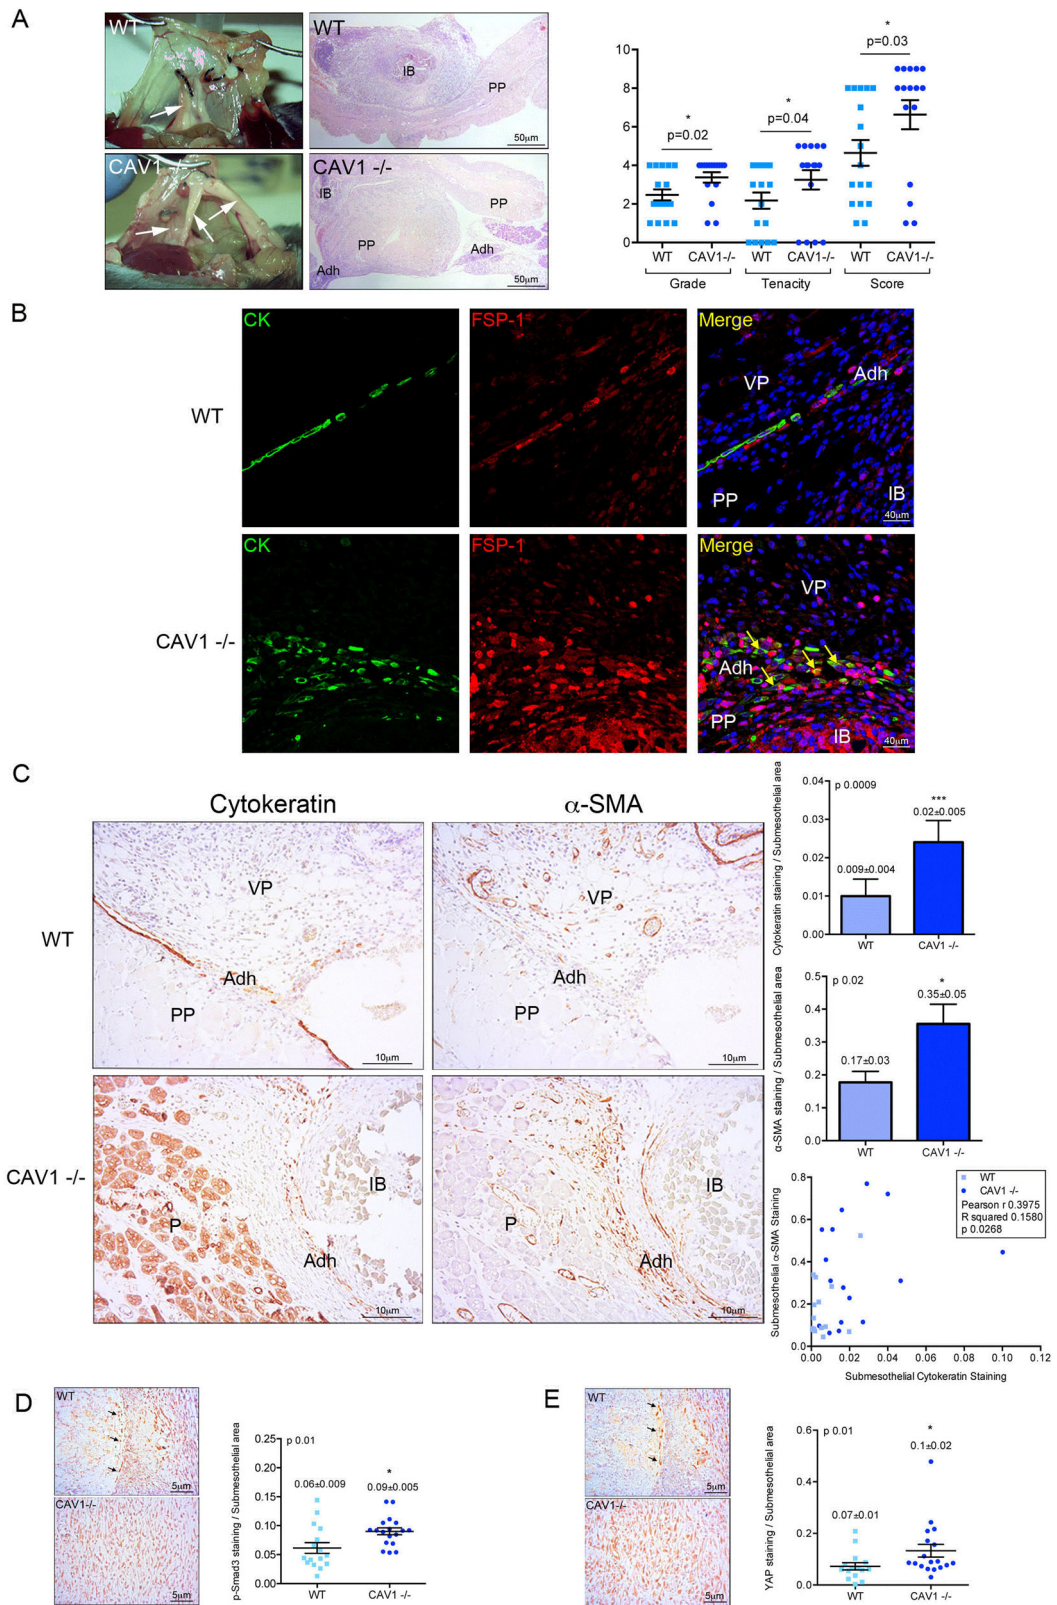 A
WT
WT
IB
PP
50μm
CAV1 -/-
CAV1 -/-
IB
PP
PP
Adh
Adh
50μm
10
8
6
4
2
0
*
p=0.02
*
p=0.04
*
p=0.03
WT CAV1-/- WT CAV1-/- WT CAV1-/-
Grade Tenacity Score
B
CK FSP-1 Merge
WT
VP
Adh
PP
IB
40μm
CK FSP-1 Merge
CAV1 -/-
VP
Adh
PP
IB
40μm
C
Cytokeratin α-SMA
WT
VP
Adh
PP
10μm
VP
Adh
PP
10μm
CAV1 -/-
IB
P
Adh
10μm
IB
P
Adh
10μm
Cytokeratin staining / Submesothelial area
0.04
0.03
0.02
0.01
0.00
p 0.0009
***
0.02±0.005
0.009±0.004
WT CAV1 -/-
α-SMA staining / Submesothelial area
0.5
0.4
0.3
0.2
0.1
0.0
p 0.02
*
0.35±0.05
0.17±0.03
WT CAV1 -/-
Submesothelial α-SMA Staining
0.8
0.6
0.4
0.2
0.0
WT
CAV1 -/-
Pearson r 0.3975
R squared 0.1580
p 0.0268
0.00 0.02 0.04 0.06 0.08 0.10 0.12
Submesothelial Cytokeratin Staining
D
WT
5μm
CAV1-/-
5μm
p-Smad3 staining / Submesothelial area
0.25
0.20
0.15
0.10
0.05
0.00
p 0.01
*
0.06±0.009
0.09±0.005
WT CAV1 -/-
E
WT
5μm
CAV1-/-
5μm
YAP staining / Submesothelial area
0.6
0.4
0.2
0.0
p 0.01
*
0.1±0.02
0.07±0.01
WT CAV1 -/-